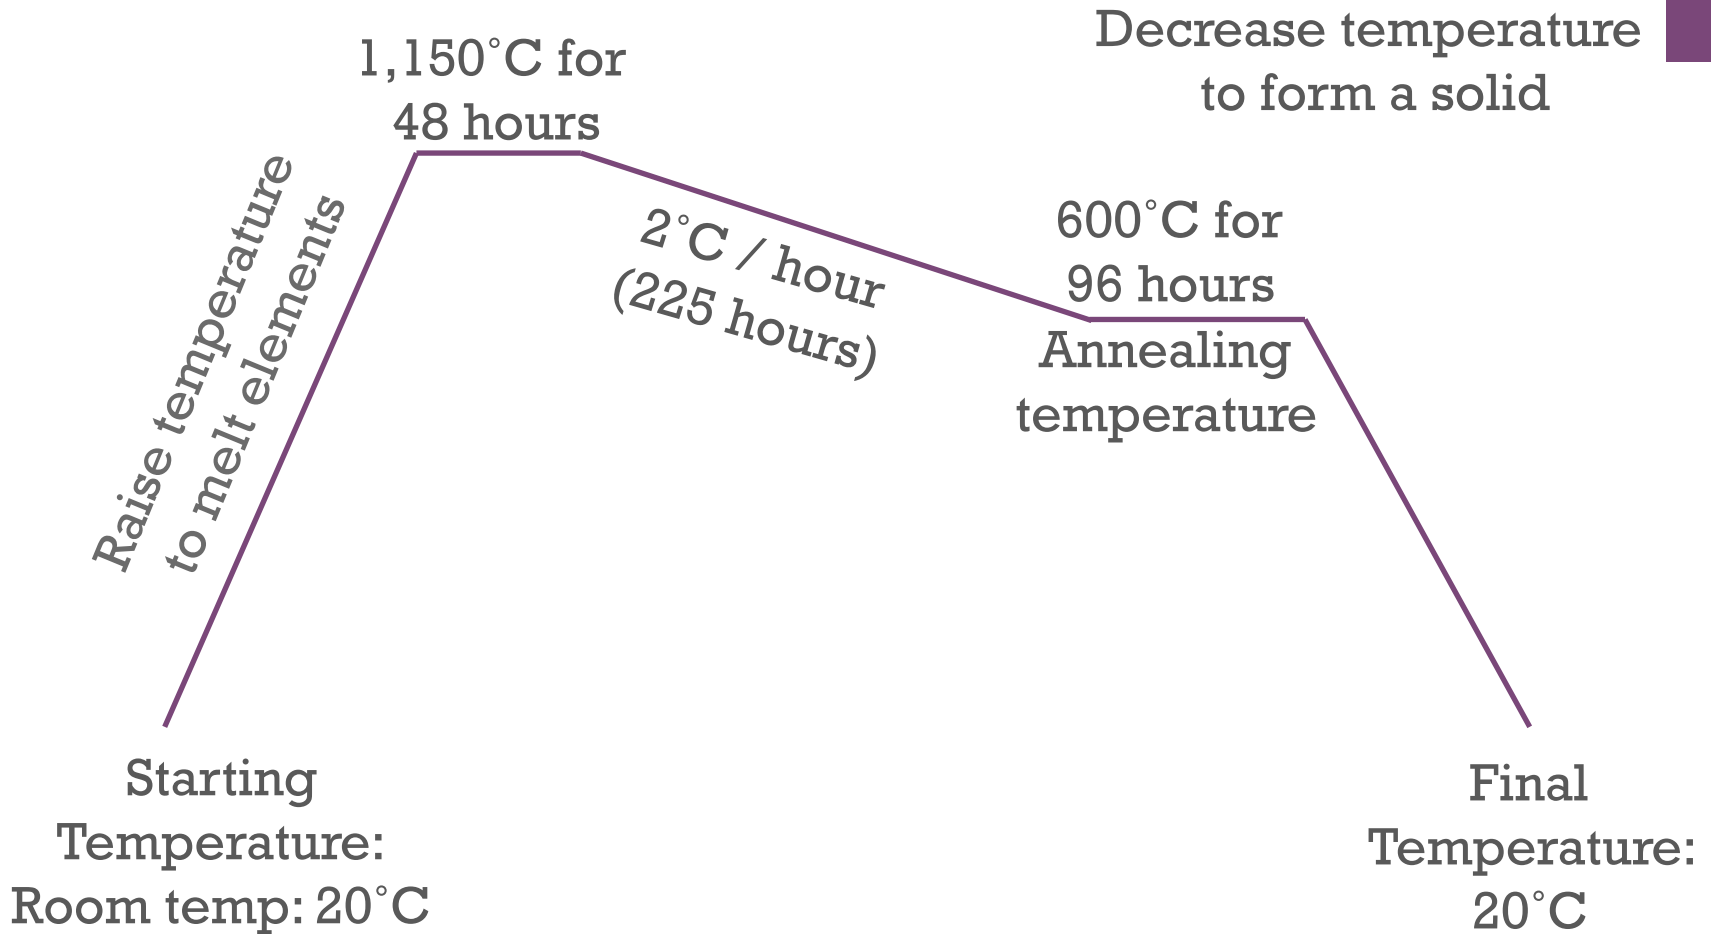 Decrease temperature
to form a solid
1,150˚C for
48 hours
Raise temperature
to melt elements
2˚C / hour
(225 hours)
600˚C for
96 hours
Annealing
temperature
Starting
Temperature:
Room temp: 20˚C
Final
Temperature:
20˚C